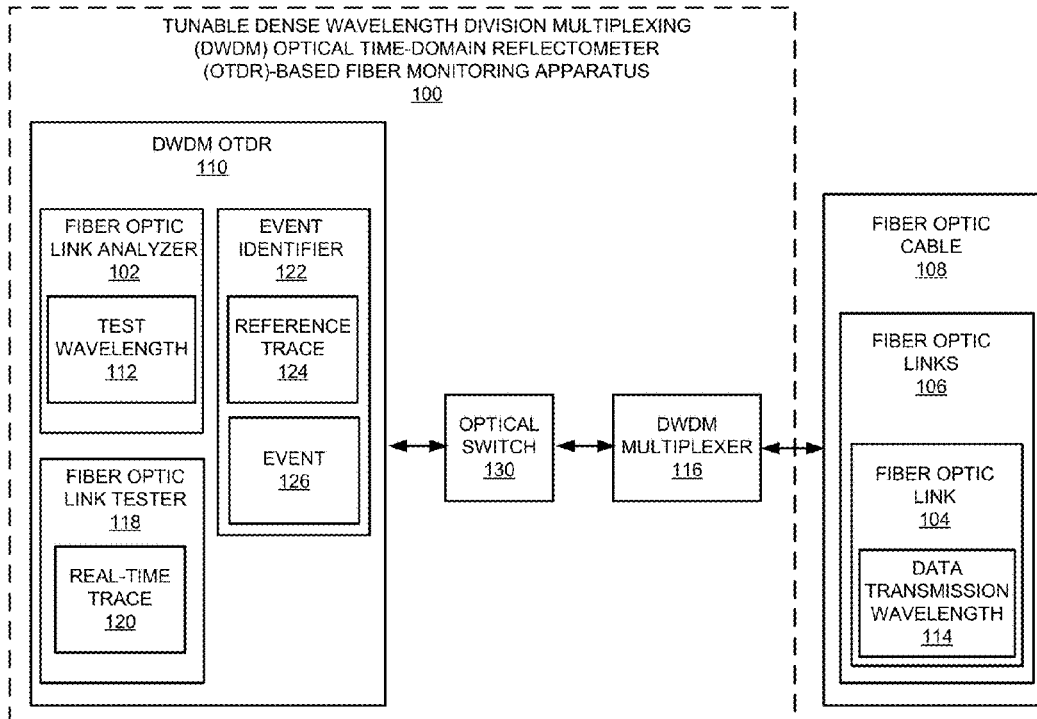 TUNABLE DENSE WAVELENGTH DIVISION MULTIPLEXING
(DWDM) OPTICAL TIME-DOMAIN REFLECTOMETER
(OTDR)-BASED FIBER MONITORING APPARATUS
100
DWDM OTDR
110
FIBER OPTIC
LINK ANALYZER
102
TEST
WAVELENGTH
112
FIBER OPTIC
LINK TESTER
118
REAL-TIME
TRACE
120
EVENT
IDENTIFIER
122
REFERENCE
TRACE
124
EVENT
126
OPTICAL
SWITCH
130
DWDM
MULTIPLEXER
116
FIBER OPTIC
CABLE
108
FIBER OPTIC
LINKS
106
FIBER OPTIC
LINK
104
DATA
TRANSMISSION
WAVELENGTH
114